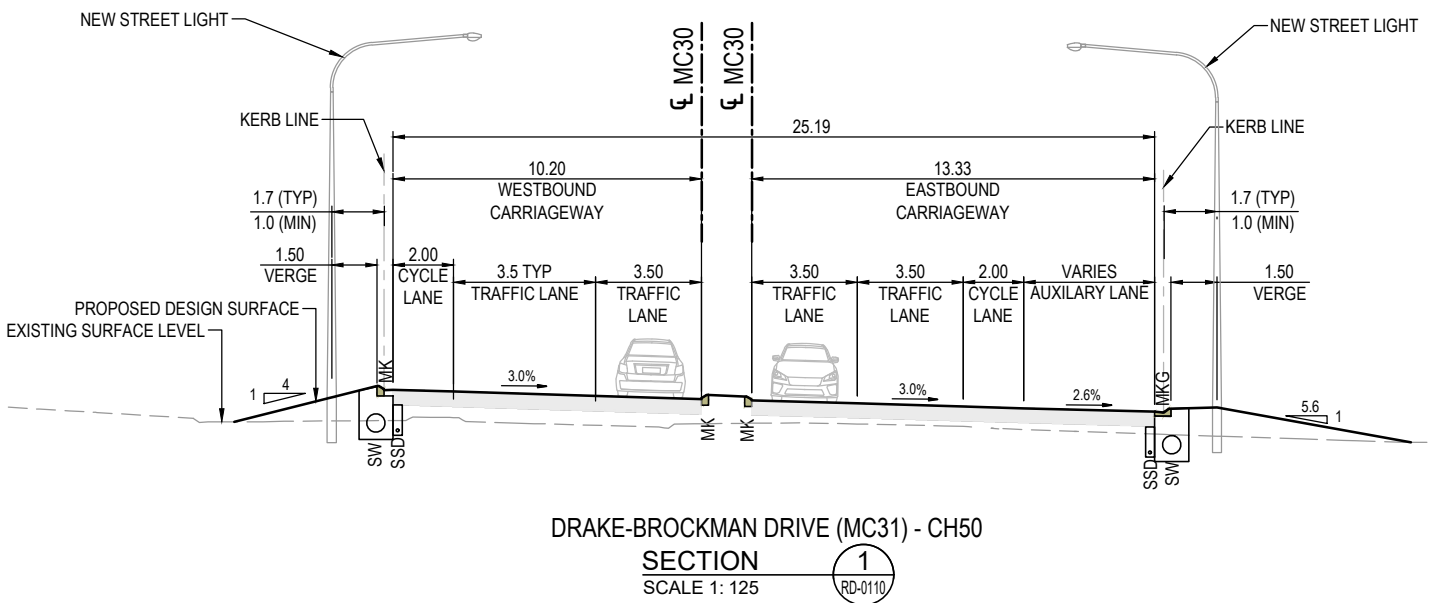 NEW STREET LIGHT
NEW STREET LIGHT
℄ MC30
℄ MC30
KERB LINE
KERB LINE
25.19
10.20
WESTBOUND
CARRIAGEWAY
13.33
EASTBOUND
CARRIAGEWAY
1.7 (TYP)
1.0 (MIN)
1.7 (TYP)
1.0 (MIN)
1.50
VERGE
2.00
CYCLE
LANE
3.5 TYP
TRAFFIC LANE
3.50
TRAFFIC
LANE
3.50
TRAFFIC
LANE
3.50
TRAFFIC
LANE
2.00
CYCLE
LANE
VARIES
AUXILARY LANE
1.50
VERGE
PROPOSED DESIGN SURFACE
EXISTING SURFACE LEVEL
1 4
MK
3.0%
3.0%
2.6%
MKG
5.6 1
SW
SSD
MK
MK
SSD
SW
DRAKE-BROCKMAN DRIVE (MC31) - CH50
SECTION 1
SCALE 1: 125 RD-0110